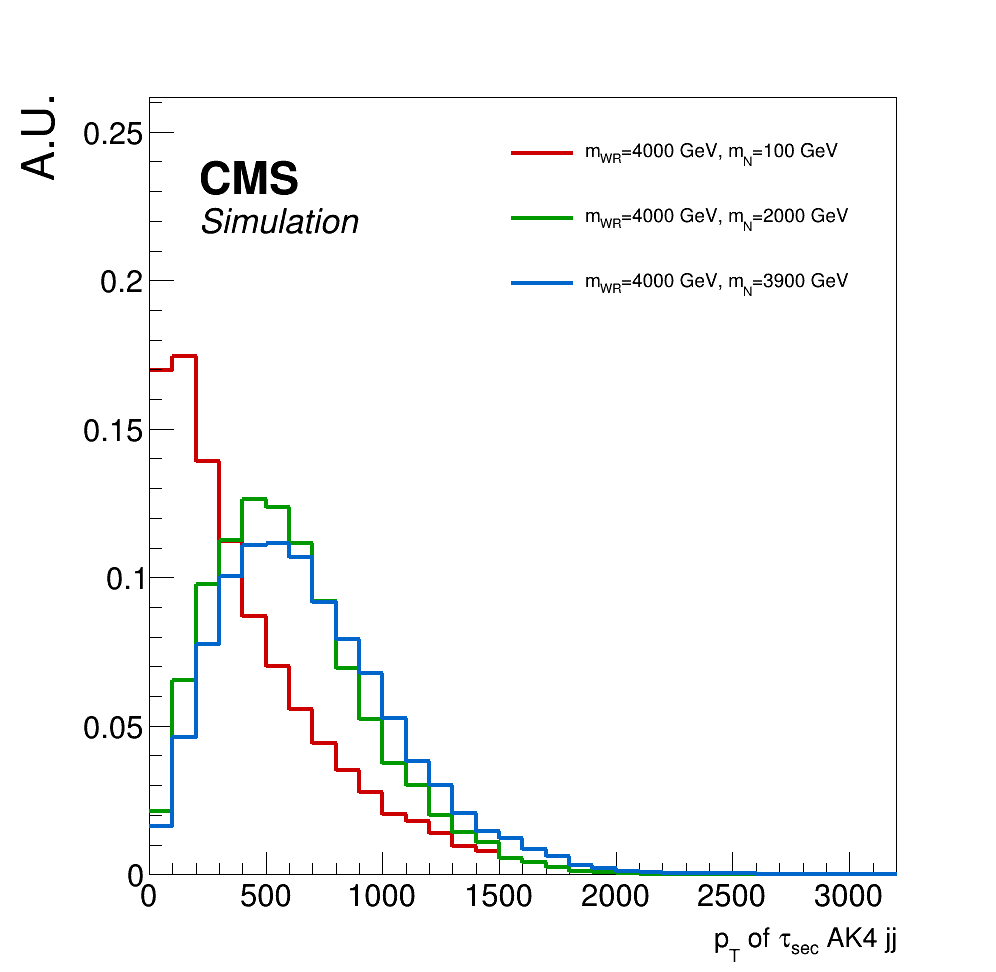 A.U.
0.25
0.2
0.15
0.1
0.05
0
CMS
Simulation
m_WR=4000 GeV, m_N=100 GeV
m_WR=4000 GeV, m_N=2000 GeV
m_WR=4000 GeV, m_N=3900 GeV
0 500 1000 1500 2000 2500 3000
p_T of τ_sec AK4 jj